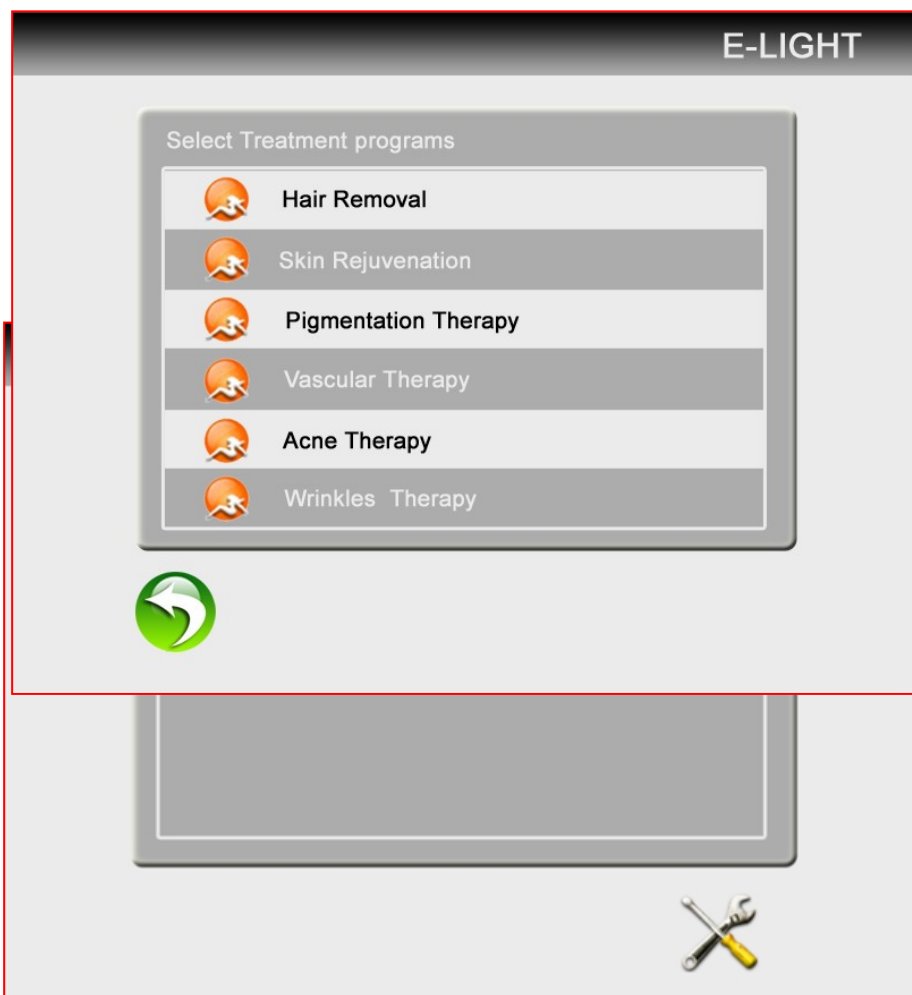 E-LIGHT
Select Treatment programs
Hair Removal
Skin Rejuvenation
Pigmentation Therapy
Vascular Therapy
Acne Therapy
Wrinkles Therapy